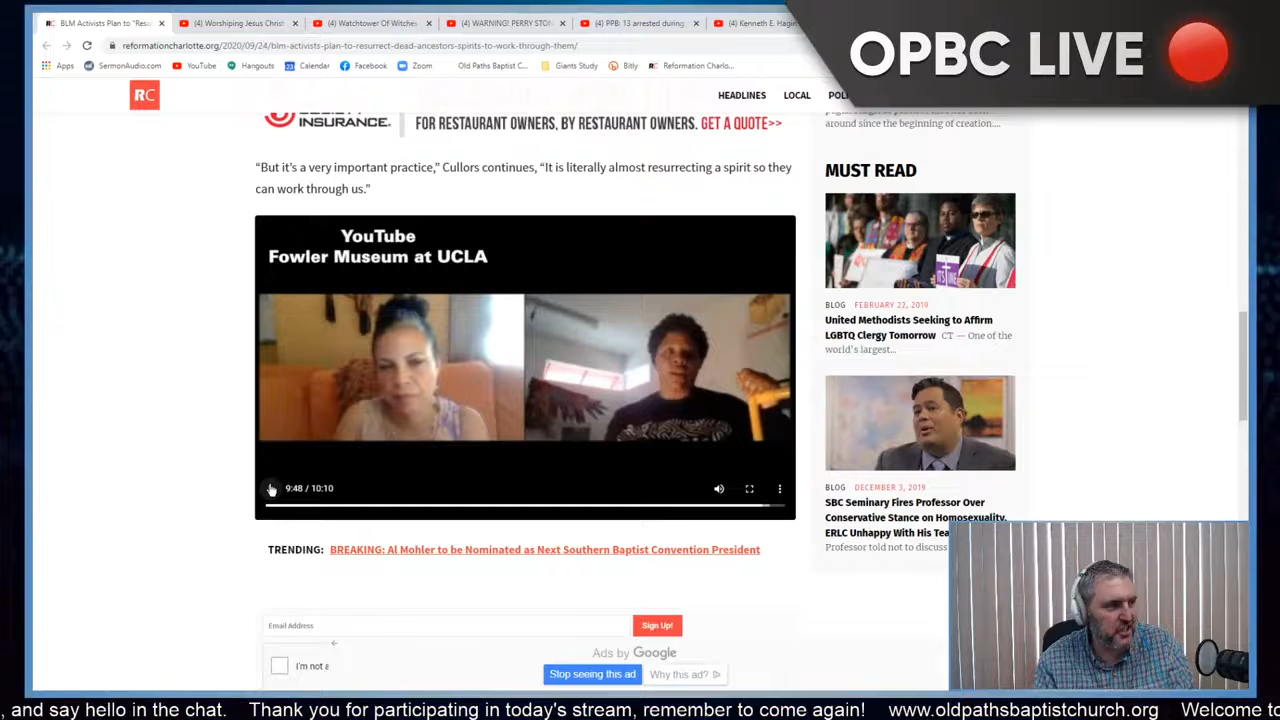 BLM Activists Plan to "Resu
(4) Worshiping Jesus Christ
(4) Watchtower Of Witches
(4) WARNING! PERRY STON
(4) PPB: 13 arrested during
(4) Kenneth E. Hagin
OPBC LIVE
reformationcharlotte.org/2020/09/24/blm-activists-plan-to-resurrect-dead-ancestors-spirits-to-work-through-them/
Apps
SermonAudio.com
YouTube
Hangouts
Calendar
Facebook
Zoom
Old Paths Baptist C...
Giants Study
Bitly
Reformation Charlo...
RC
HEADLINES
LOCAL
INSURANCE.
FOR RESTAURANT OWNERS, BY RESTAURANT OWNERS. GET A QUOTE>>
around since the beginning of creation....
“But it’s a very important practice,” Cullors continues, “It is literally almost resurrecting a spirit so they
can work through us.”
YouTube
Fowler Museum at UCLA
9:48 / 10:10
MUST READ
BLOG FEBRUARY 22, 2019
United Methodists Seeking to Affirm
LGBTQ Clergy Tomorrow CT — One of the
world’s largest...
BLOG DECEMBER 3, 2019
SBC Seminary Fires Professor Over
Conservative Stance on Homosexuality,
ERLC Unhappy With His Tea
Professor told not to discuss
TRENDING: BREAKING: Al Mohler to be Nominated as Next Southern Baptist Convention President
Email Address
Sign Up!
I'm not a
Ads by Google
Stop seeing this ad
Why this ad?
, and say hello in the chat. Thank you for participating in today's stream, remember to come again! www.oldpathsbaptistchurch.org Welcome to